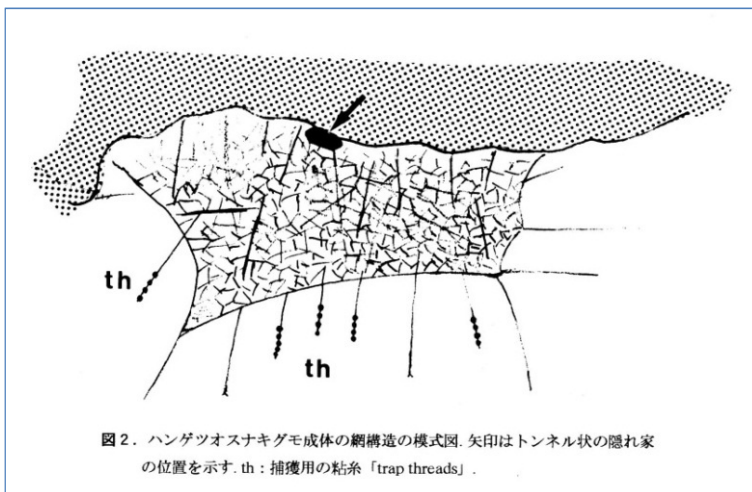 th
th
図2．ハンゲツオスナキグモ成体の網構造の模式図. 矢印はトンネル状の隠れ家
の位置を示す. th：捕獲用の粘糸「trap threads」.